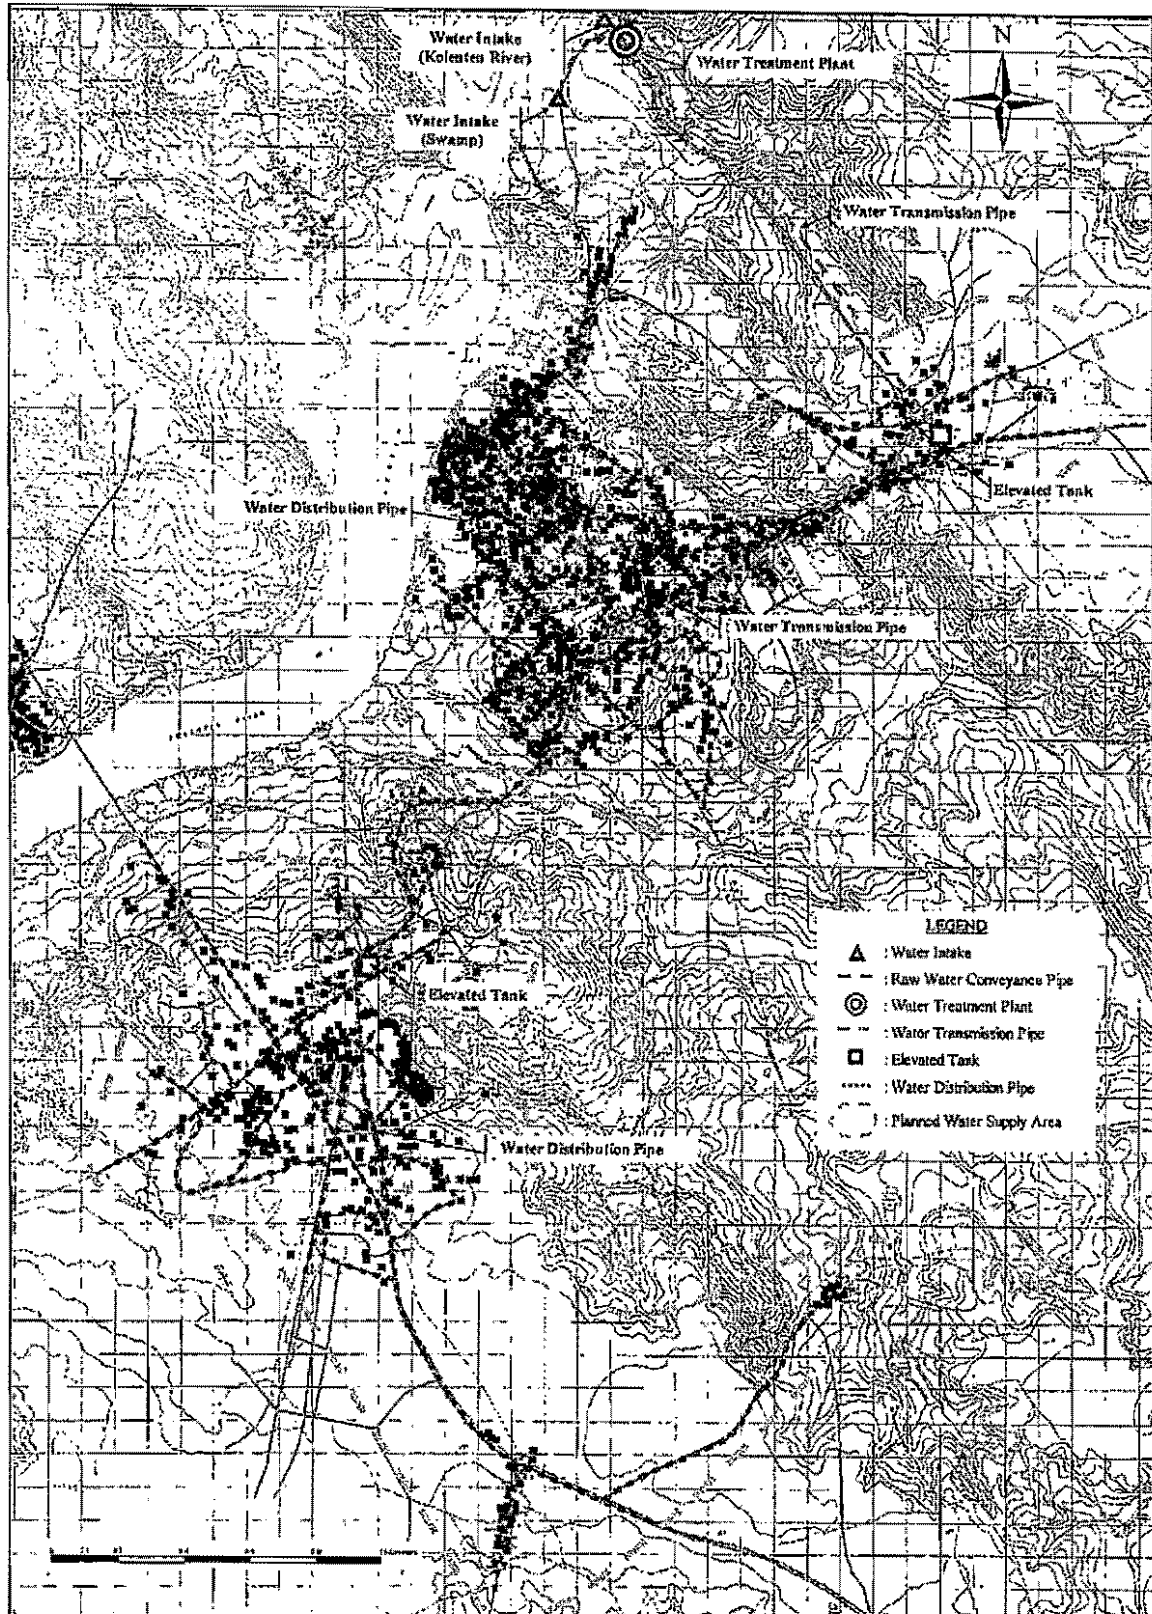 Water Intake
(Kolenten River)
N
Water Treatment Plant
Water Intake
(Swamp)
Water Transmission Pipe
Elevated Tank
Water Distribution Pipe
Water Transmission Pipe
LEGEND
: Water Intake
: Raw Water Conveyance Pipe
: Water Treatment Plant
: Water Transmission Pipe
: Elevated Tank
: Water Distribution Pipe
: Planned Water Supply Area
Elevated Tank
Water Distribution Pipe